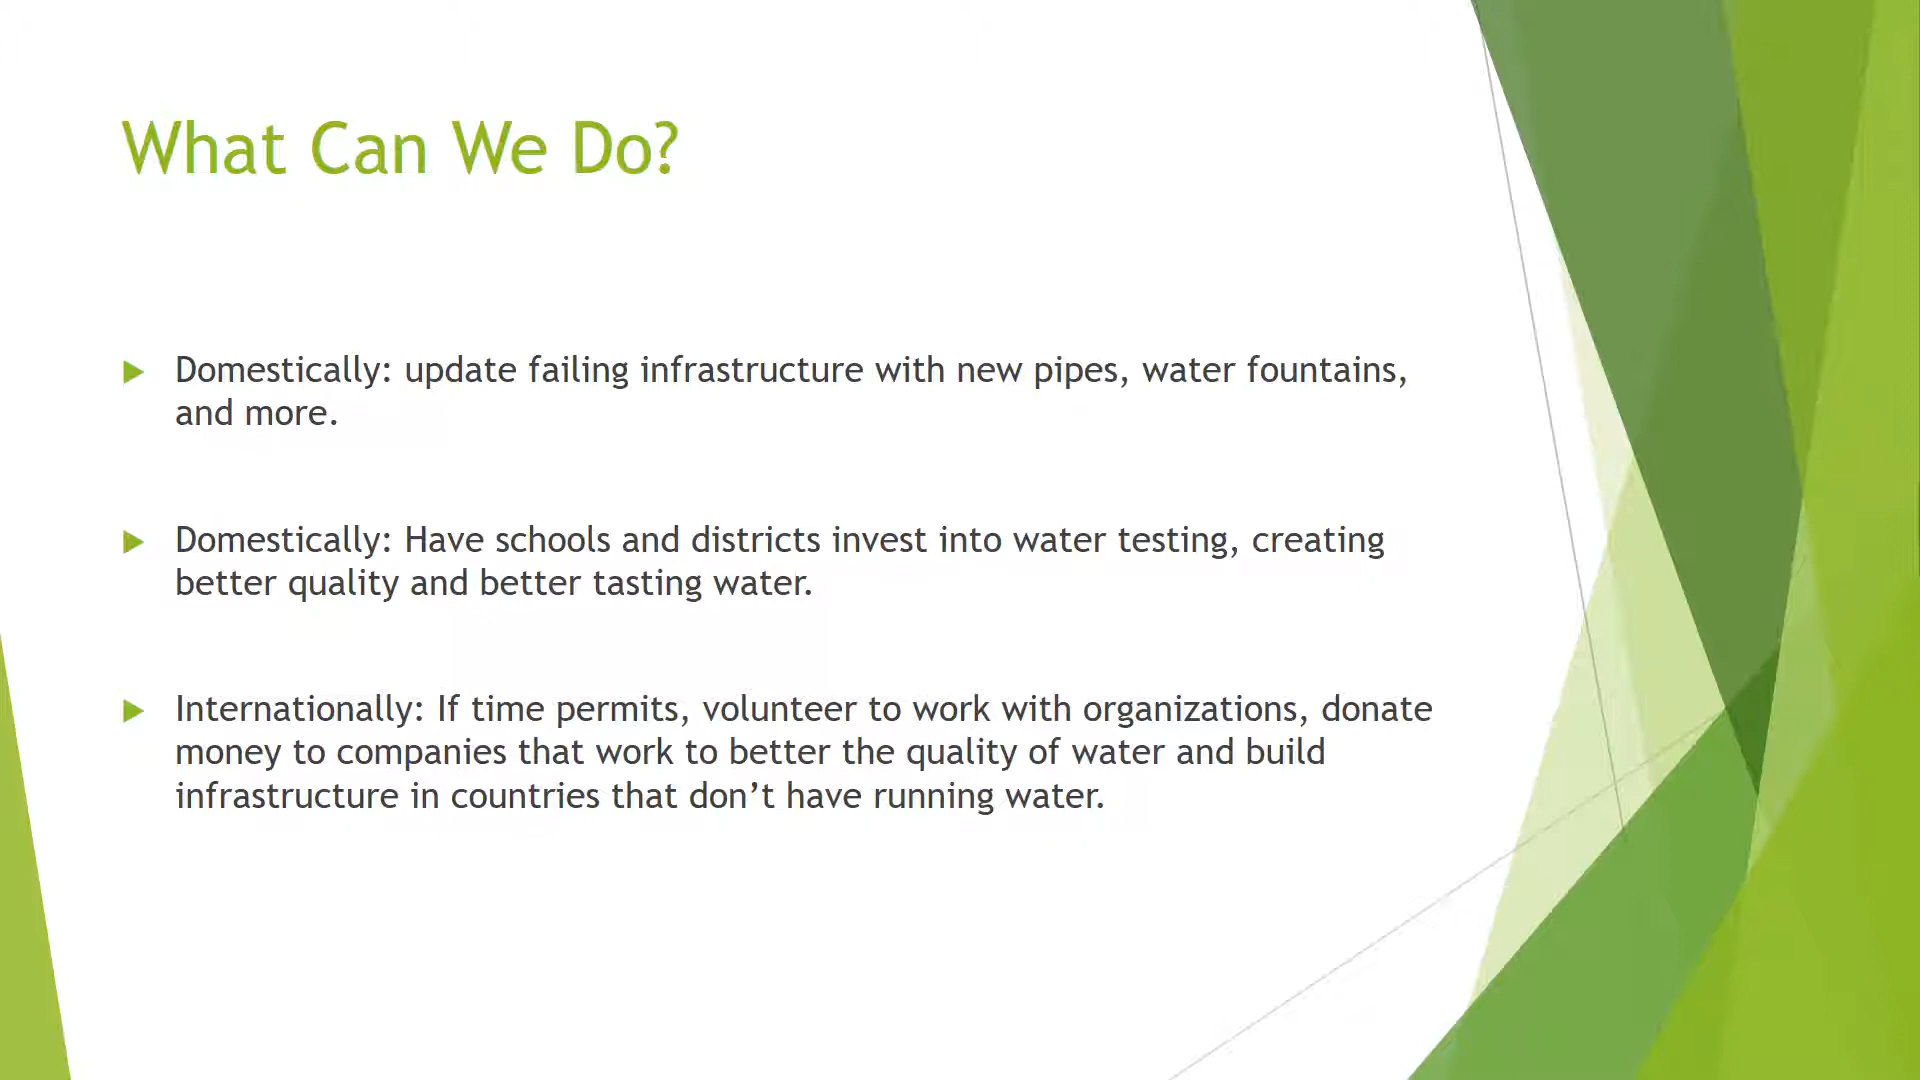 What Can We Do?
Domestically: update failing infrastructure with new pipes, water fountains,
and more.
Domestically: Have schools and districts invest into water testing, creating
better quality and better tasting water.
Internationally: If time permits, volunteer to work with organizations, donate
money to companies that work to better the quality of water and build
infrastructure in countries that don’t have running water.